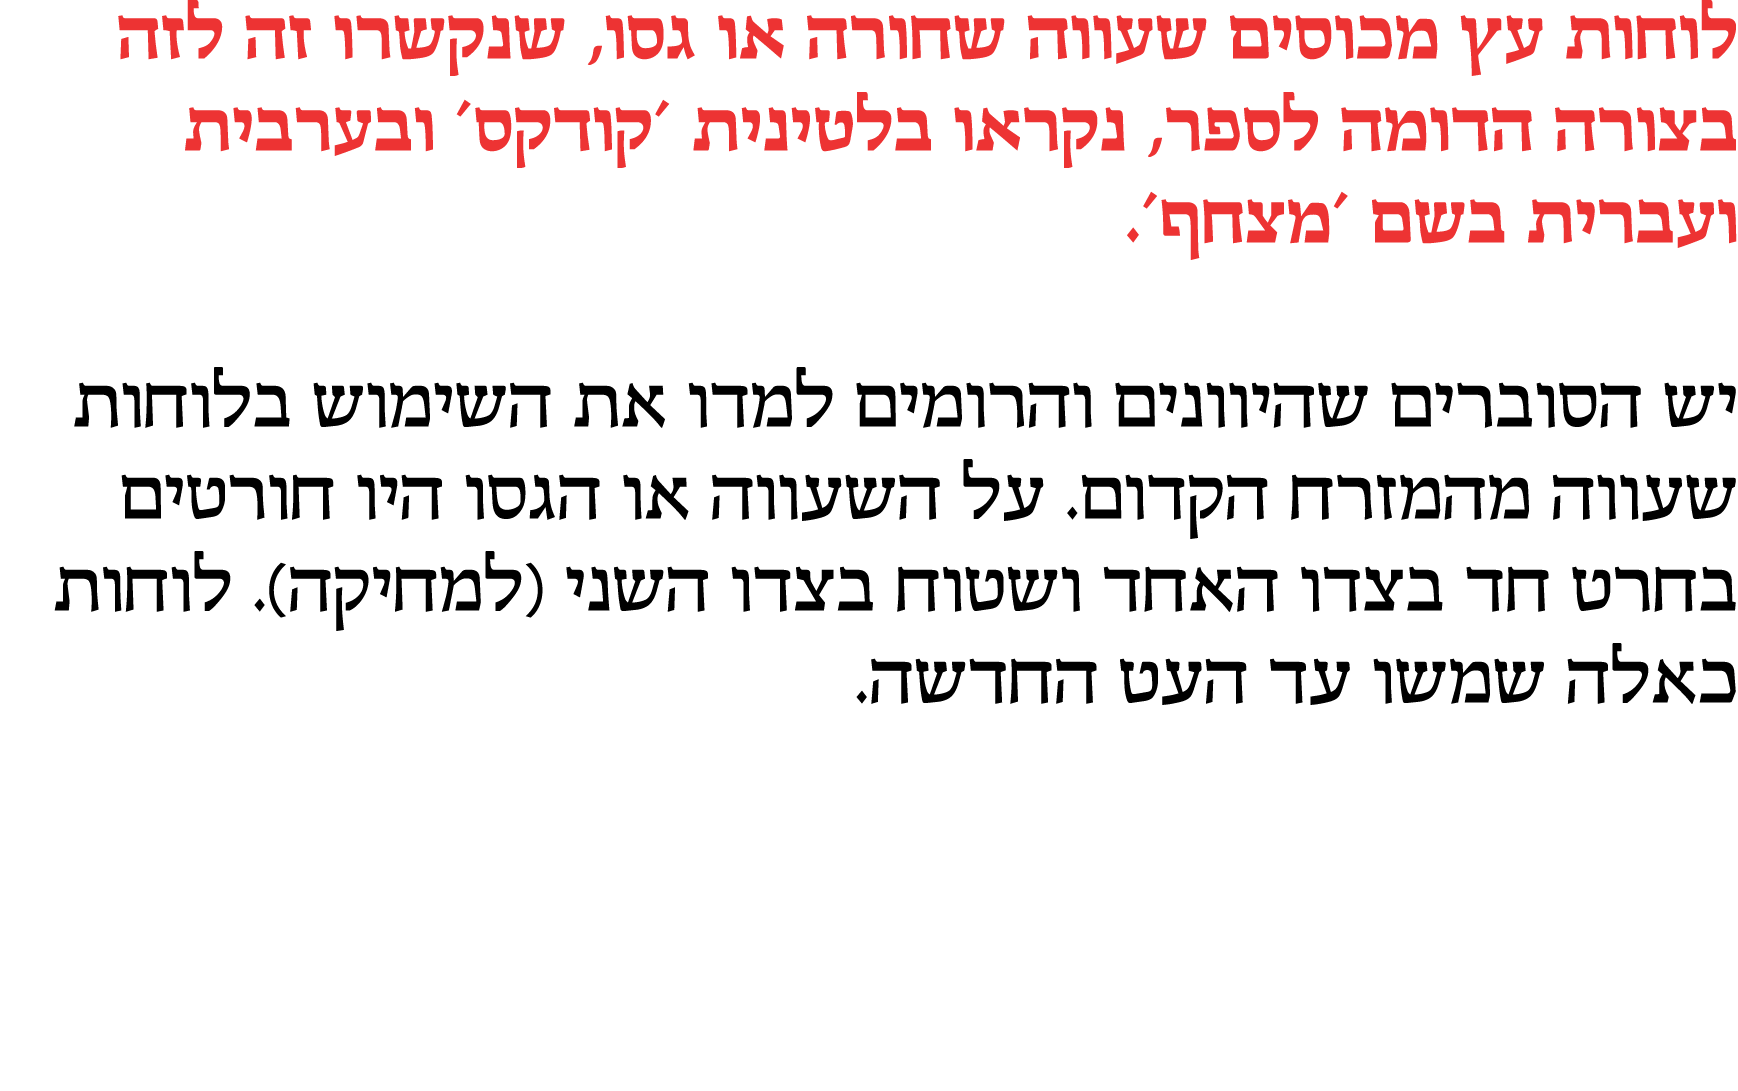 לוחות עץ מכוסים שעווה שחורה או גסו, שנקשרו זה לזה
בצורה הדומה לספר, נקראו בלטינית 'קודקס' ובערבית
ועברית בשם 'מצחף'.
יש הסוברים שהיוונים והרומים למדו את השימוש בלוחות
שעווה מהמזרח הקדום. על השעווה או הגסו היו חורטים
בחרט חד בצדו האחד ושטוח בצדו השני (למחיקה). לוחות
כאלה שמשו עד העט החדשה.